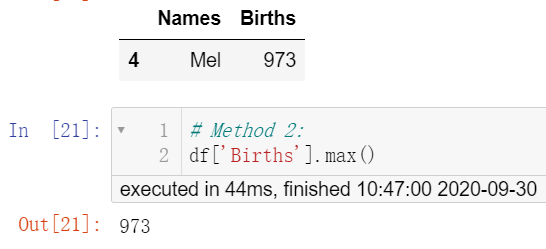 Names Births
4 Mel 973
In [21]:
1 # Method 2:
2 df['Births'].max()
executed in 44ms, finished 10:47:00 2020-09-30
Out[21]: 973